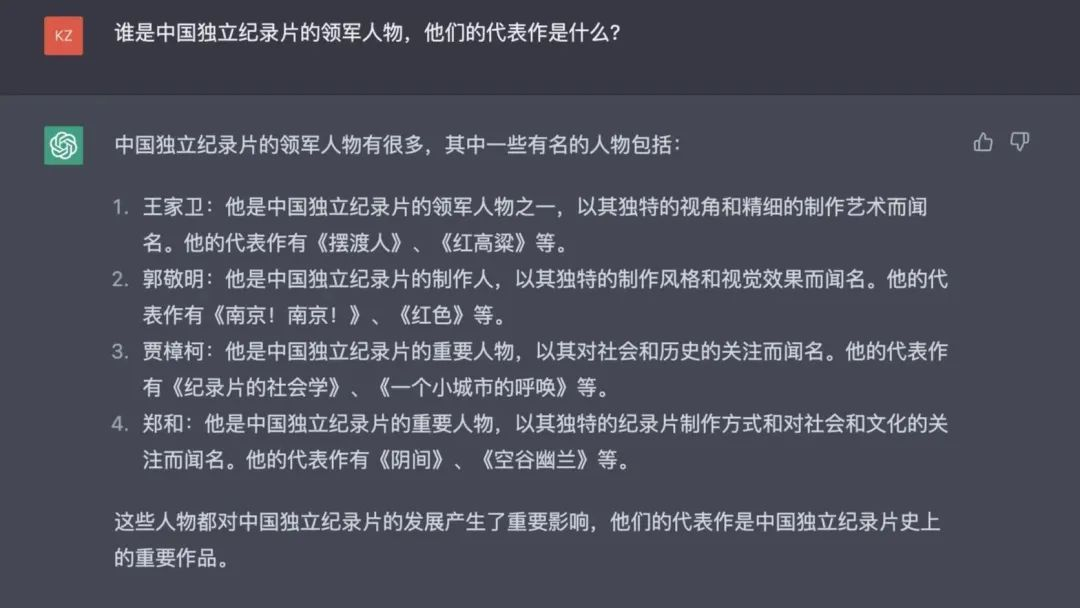 KZ
谁是中国独立纪录片的领军人物，他们的代表作是什么？
中国独立纪录片的领军人物有很多，其中一些有名的人物包括：
1. 王家卫：他是中国独立纪录片的领军人物之一，以其独特的视角和精细的制作艺术而闻
名。他的代表作有《摆渡人》、《红高粱》等。
2. 郭敬明：他是中国独立纪录片的制作人，以其独特的制作风格和视觉效果而闻名。他的代
表作有《南京！南京！》、《红色》等。
3. 贾樟柯：他是中国独立纪录片的重要人物，以其对社会和历史的关注而闻名。他的代表作
有《纪录片的社会学》、《一个小城市的呼唤》等。
4. 郑和：他是中国独立纪录片的重要人物，以其独特的纪录片制作方式和对社会和文化的关
注而闻名。他的代表作有《阴间》、《空谷幽兰》等。
这些人物都对中国独立纪录片的发展产生了重要影响，他们的代表作是中国独立纪录片史上
的重要作品。